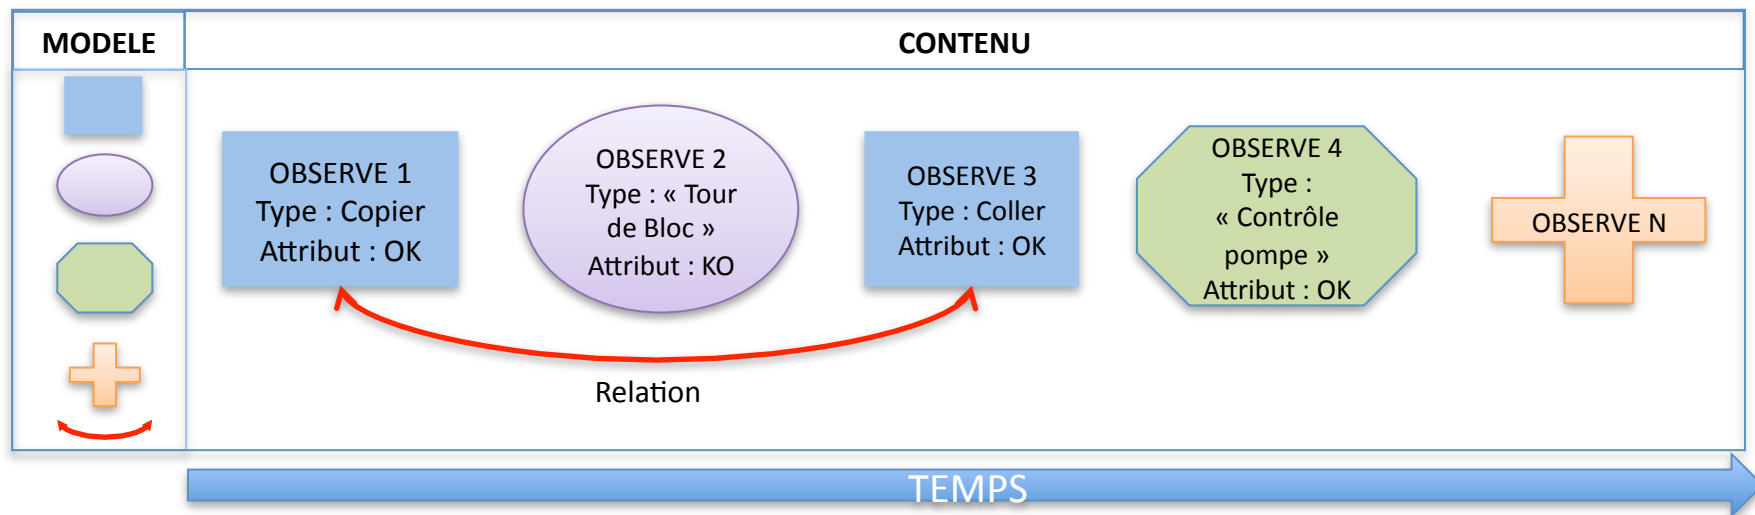 MODELE
CONTENU
OBSERVE 1
Type : Copier
Attribut : OK
OBSERVE 2
Type : « Tour
de Bloc »
Attribut : KO
OBSERVE 3
Type : Coller
Attribut : OK
OBSERVE 4
Type :
« Contrôle
pompe »
Attribut : OK
OBSERVE N
Relation
TEMPS